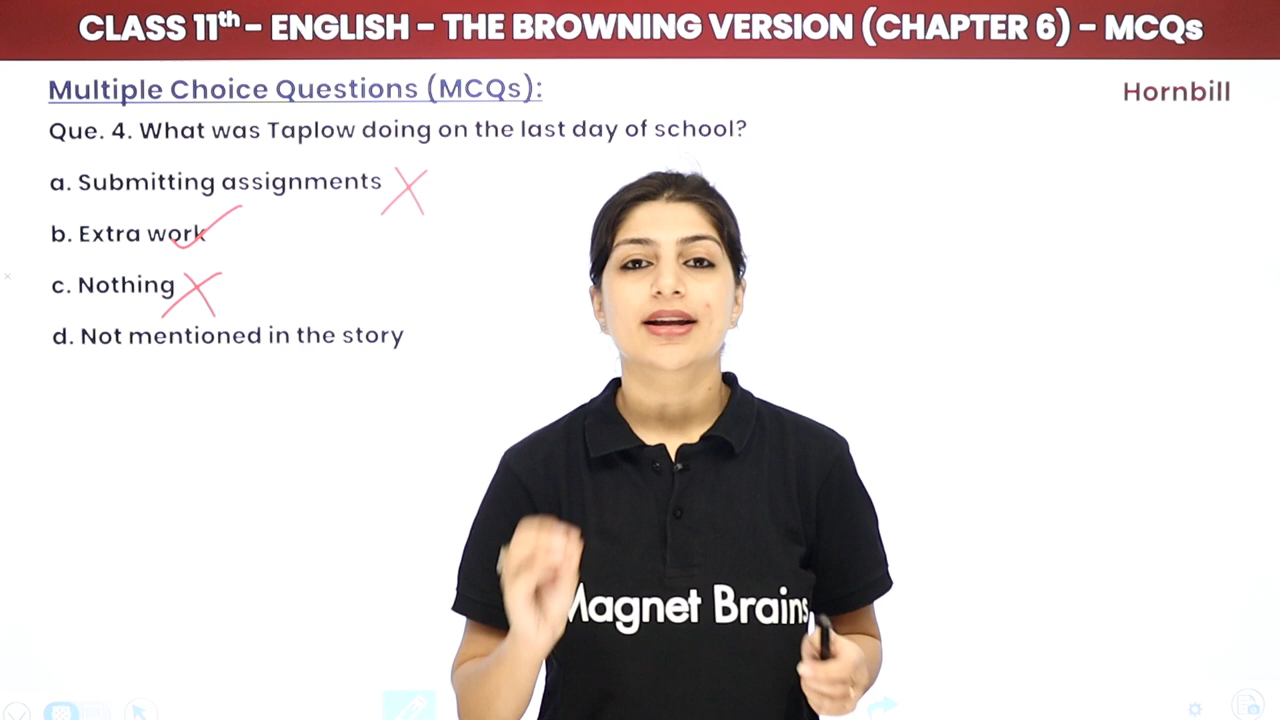 CLASS 11th - ENGLISH - THE BROWNING VERSION (CHAPTER 6) - MCQs
Multiple Choice Questions (MCQs):
Hornbill
Que. 4. What was Taplow doing on the last day of school?
a. Submitting assignments
b. Extra work
c. Nothing
d. Not mentioned in the story
Magnet Brains